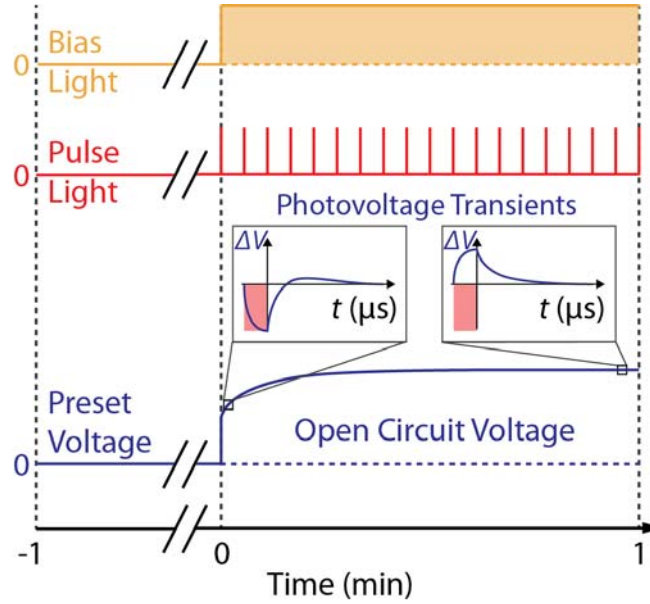 Bias
0
Light
Pulse
0
Light
Photovoltage Transients
ΔV
t (μs)
ΔV
t (μs)
Preset
Voltage
Open Circuit Voltage
0
-1
0
1
Time (min)